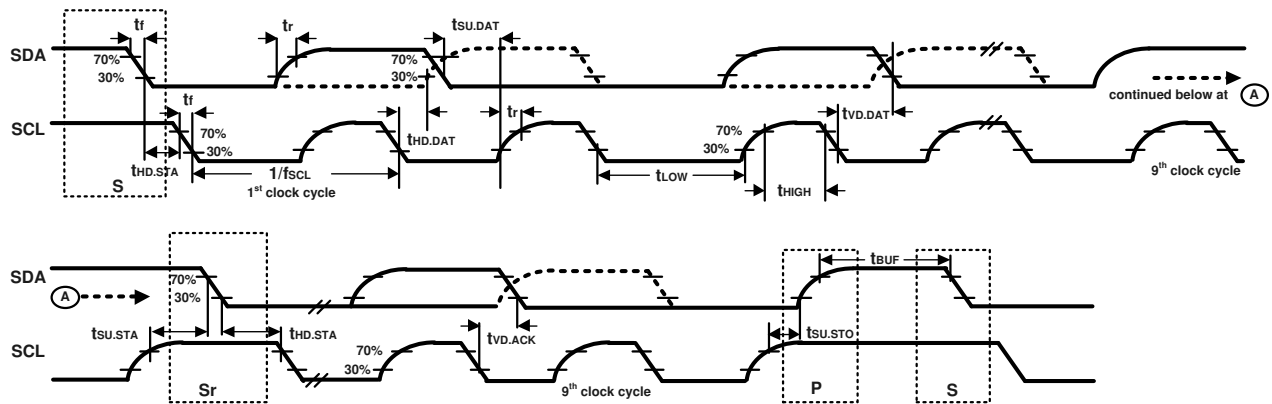 tf
tr
tSU.DAT
SDA
70%
30%
70%
30%
continued below at A
tf
tr
tVD.DAT
SCL
70%
30%
tHD.DAT
70%
30%
tHD.STA
1/fSCL
1st clock cycle
tLOW
tHIGH
9th clock cycle
S
SDA
70%
30%
tBUF
A
tSU.STA
tHD.STA
tVD.ACK
tSU.STO
SCL
70%
30%
9th clock cycle
Sr
P
S